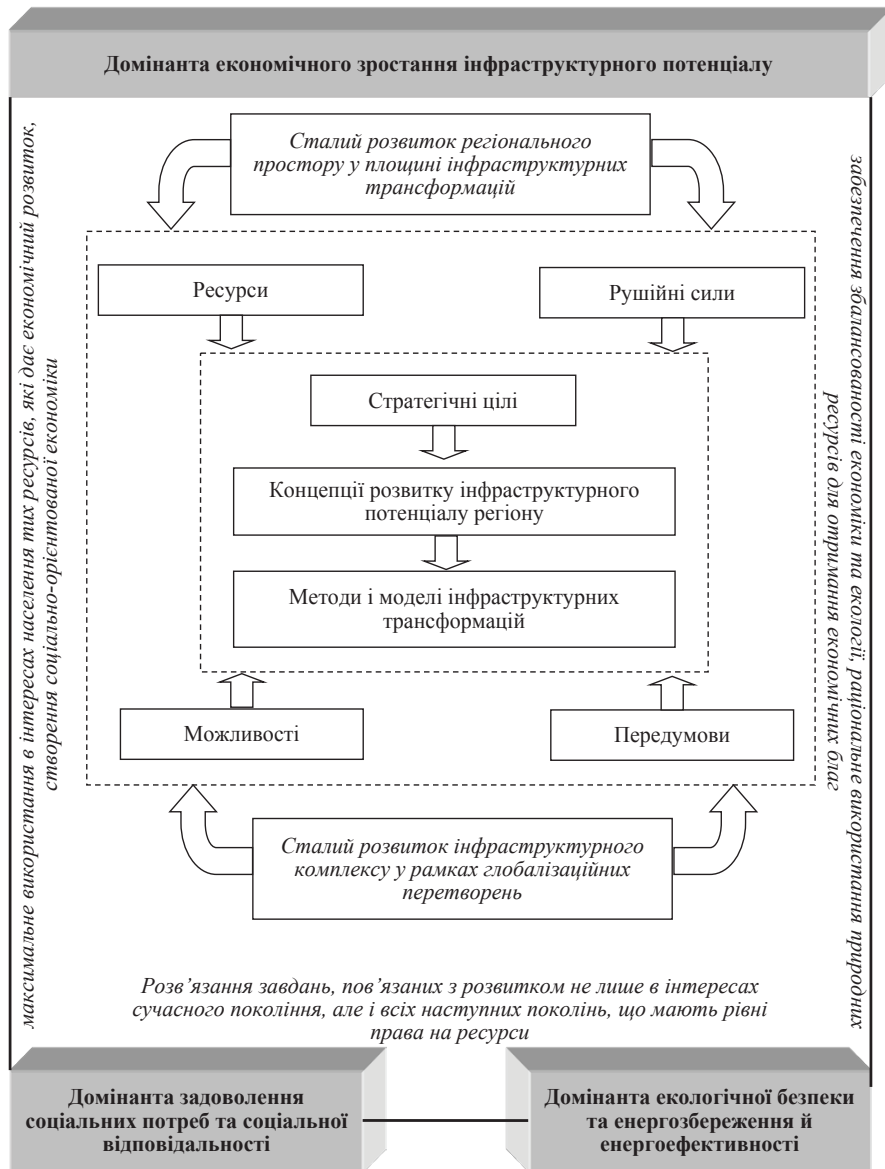 Домінанта економічного зростання інфраструктурного потенціалу
максимальне використання в інтересах населення тих ресурсів, які дає економічний розвиток,
створення соціально-орієнтованої економіки
Сталий розвиток регіонального
простору у площині інфраструктурних
трансформацій
забезпечення збалансованості економіки та екології, раціональне використання природних
ресурсів для отримання економічних благ
Ресурси
Рушійні сили
Стратегічні цілі
Концепції розвитку інфраструктурного
потенціалу регіону
Методи і моделі інфраструктурних
трансформацій
Можливості
Передумови
Сталий розвиток інфраструктурного
комплексу у рамках глобалізаційних
перетворень
Розв’язання завдань, пов’язаних з розвитком не лише в інтересах
сучасного покоління, але і всіх наступних поколінь, що мають рівні
права на ресурси
Домінанта задоволення
соціальних потреб та соціальної
відповідальності
Домінанта екологічної безпеки
та енергозбереження й
енергоефективності